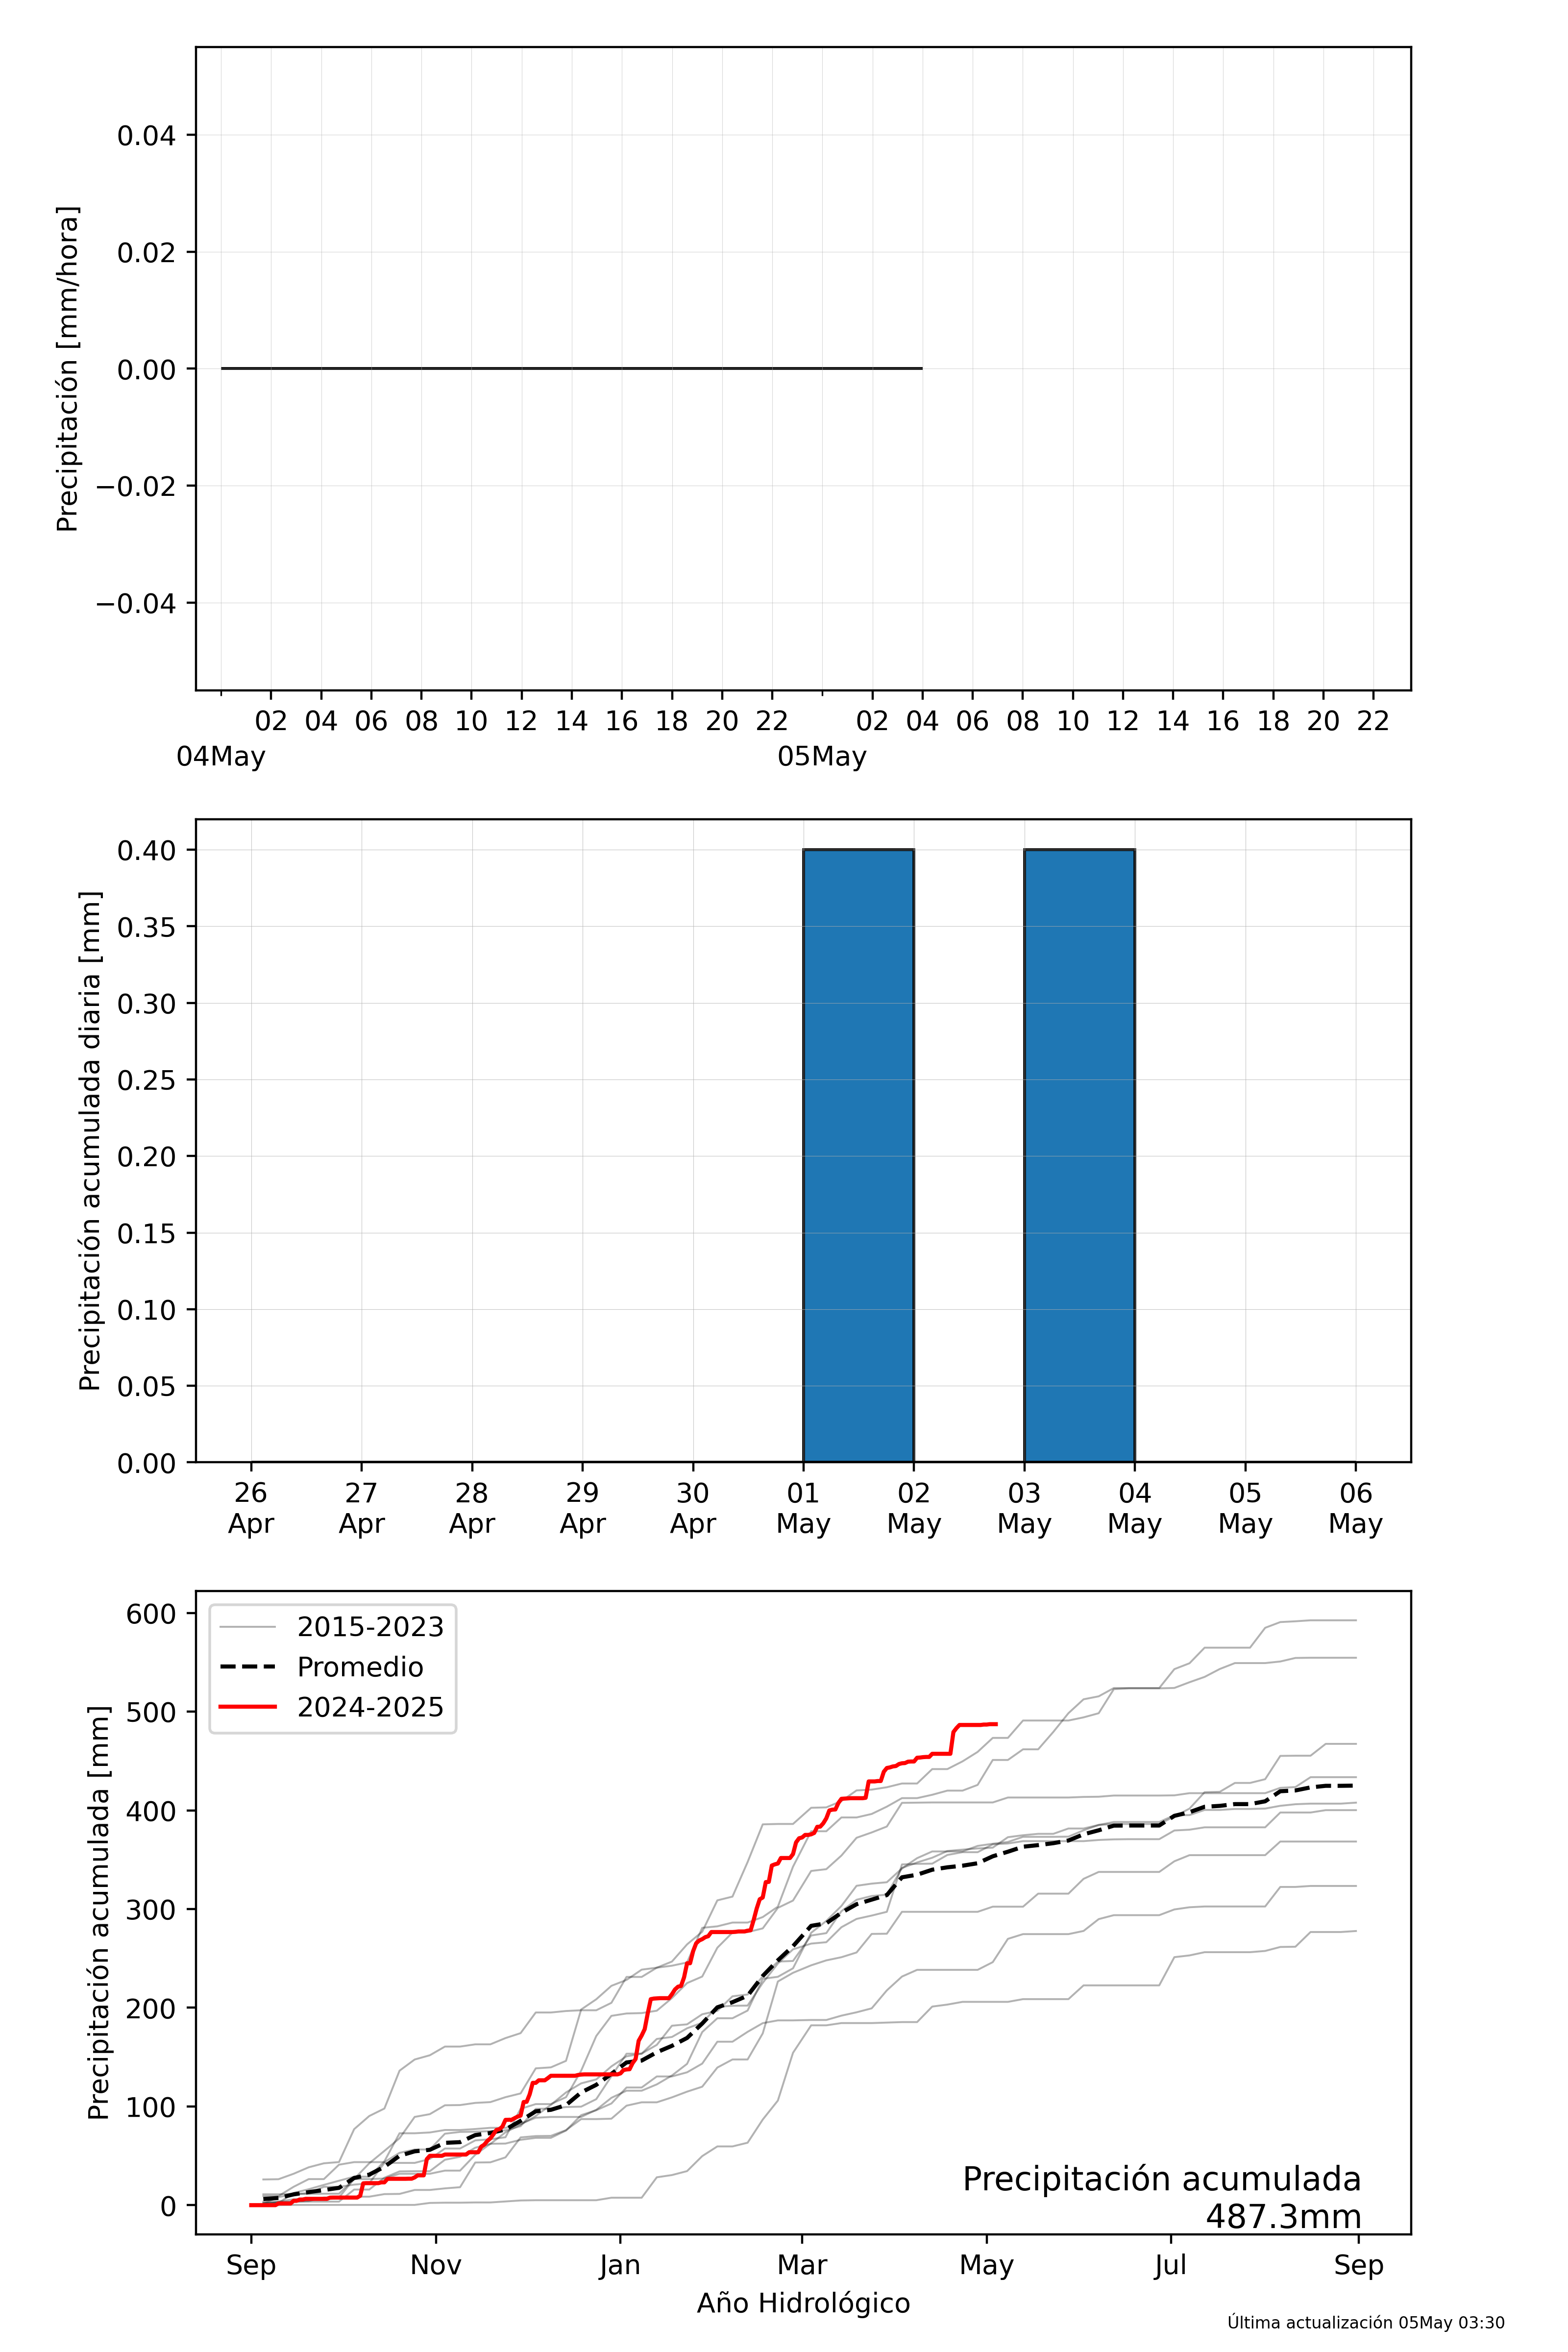 Precipitación [mm/hora]
0.04
0.02
0.00
−0.02
−0.04
02 04 06 08 10 12 14 16 18 20 22 02 04 06 08 10 12 14 16 18 20 22
04May 05May
Precipitación acumulada diaria [mm]
0.40
0.35
0.30
0.25
0.20
0.15
0.10
0.05
0.00
26 27 28 29 30 01 02 03 04 05 06
Apr Apr Apr Apr Apr May May May May May May
Precipitación acumulada [mm]
600
500
400
300
200
100
0
2015-2023
Promedio
2024-2025
Precipitación acumulada
487.3mm
Sep Nov Jan Mar May Jul Sep
Año Hidrológico
Última actualización 05May 03:30